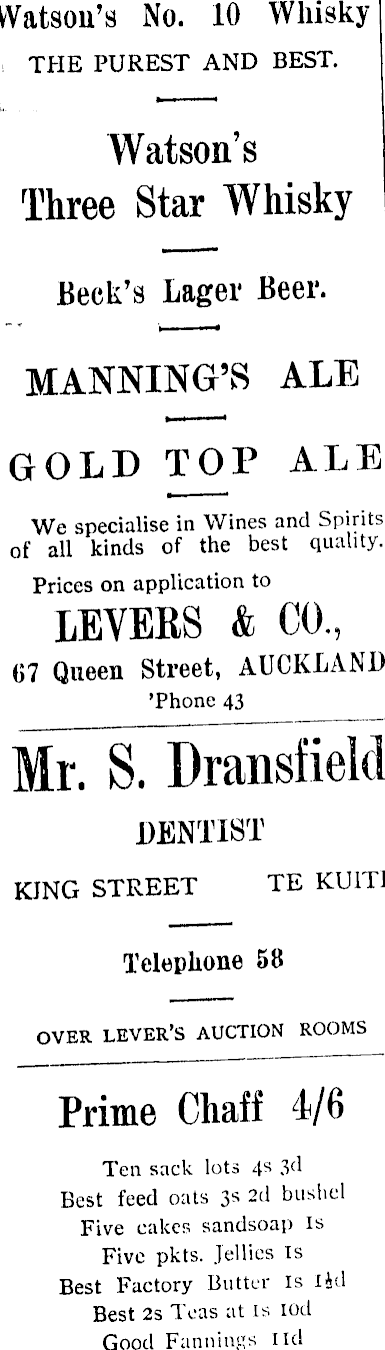 Watson's No. 10 Whisky
THE PUREST AND BEST.
Watson's
Three Star Whisky
Beck's Lager Beer.
MANNING'S ALE
GOLD TOP ALE
We specialise in Wines and Spirits
of all kinds of the best quality.
Prices on application to
LEVERS & CO.,
67 Queen Street, AUCKLAND
'Phone 43
Mr. S. Dransfield
DENTIST
KING STREET TE KUITI
Telephone 58
OVER LEVER'S AUCTION ROOMS
Prime Chaff 4/6
Ten sack lots 4s 3d
Best feed oats 3s 2d bushel
Five cakes sandsoap 1s
Five pkts. Jellies 1s
Best Factory Butter 1s 1½d
Best 2s Teas at 1s 10d
Good Fannings 11d